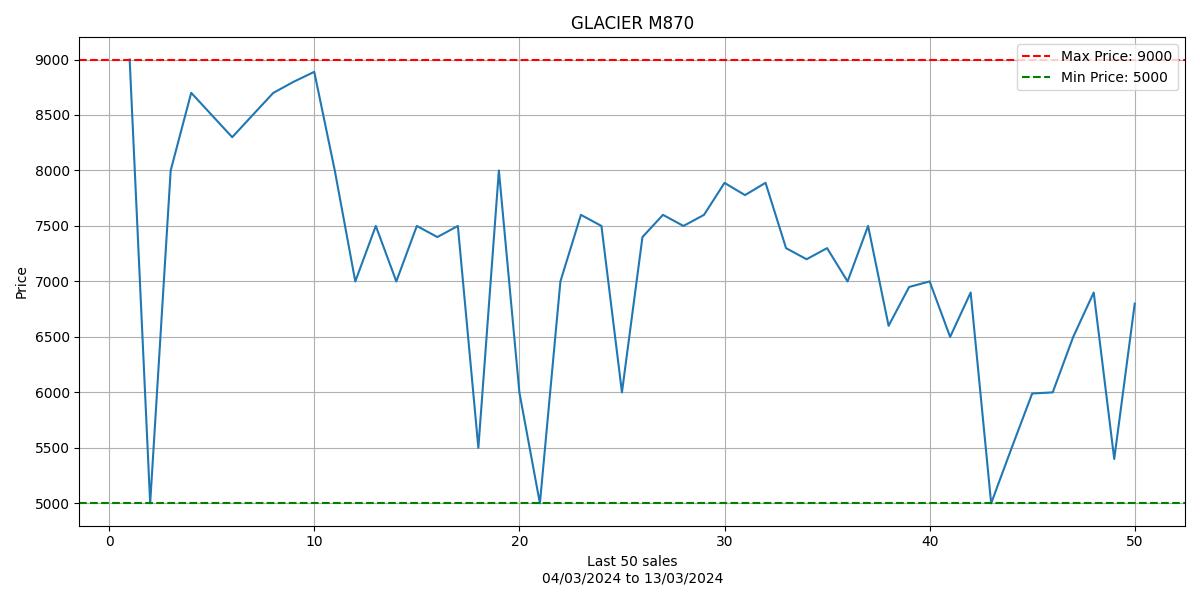 GLACIER M870
Max Price: 9000
Min Price: 5000
Price
9000
8500
8000
7500
7000
6500
6000
5500
5000
0 10 20 30 40 50
Last 50 sales
04/03/2024 to 13/03/2024